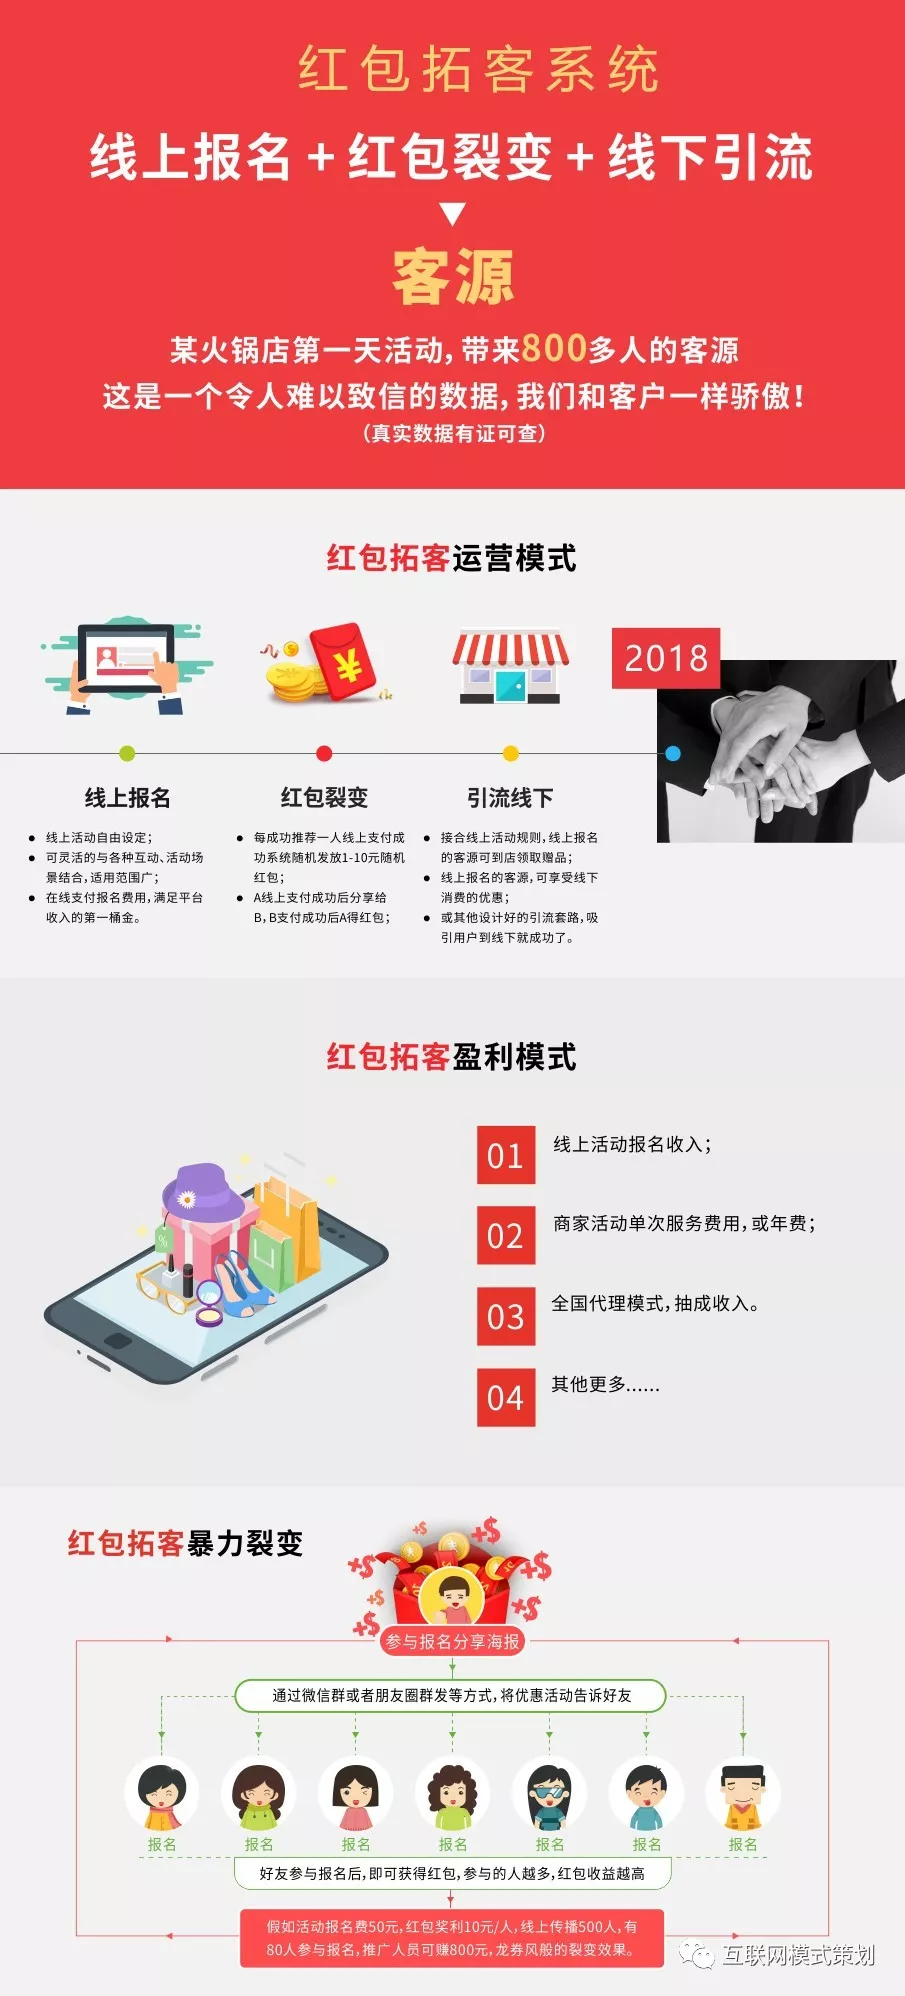 红包拓客系统
线上报名+红包裂变+线下引流
客源
某火锅店第一天活动,带来800多人的客源
这是一个令人难以致信的数据,我们和客户一样骄傲!
(真实数据有证可查)
红包拓客运营模式
2018
¥
线上报名
● 线上活动自由设定;
● 可灵活的与各种互动、活动场
景结合,适用范围广;
● 在线支付报名费用,满足平台
收入的第一桶金。
红包裂变
● 每成功推荐一人线上支付成
功系统随机发放1-10元随机
红包;
● A线上支付成功后分享给
B,B支付成功后A得红包;
引流线下
● 接合线上活动规则,线上报名
的客源可到店领取赠品;
● 线上报名的客源,可享受线下
消费的优惠;
● 或其他设计好的引流套路,吸
引用户到线下就成功了。
红包拓客盈利模式
%
01 线上活动报名收入;
02 商家活动单次服务费用,或年费;
03 全国代理模式,抽成收入。
04 其他更多......
红包拓客暴力裂变
+$ +$ +$ +$ +$ +$ +$
参与报名分享海报
通过微信群或者朋友圈群发等方式,将优惠活动告诉好友
报名 报名 报名 报名 报名 报名 报名
好友参与报名后,即可获得红包,参与的人越多,红包收益越高
假如活动报名费50元,红包奖利10元/人,线上传播500人,有
80人参与报名,推广人员可赚800元,龙券风般的裂变效果。
互联网模式策划